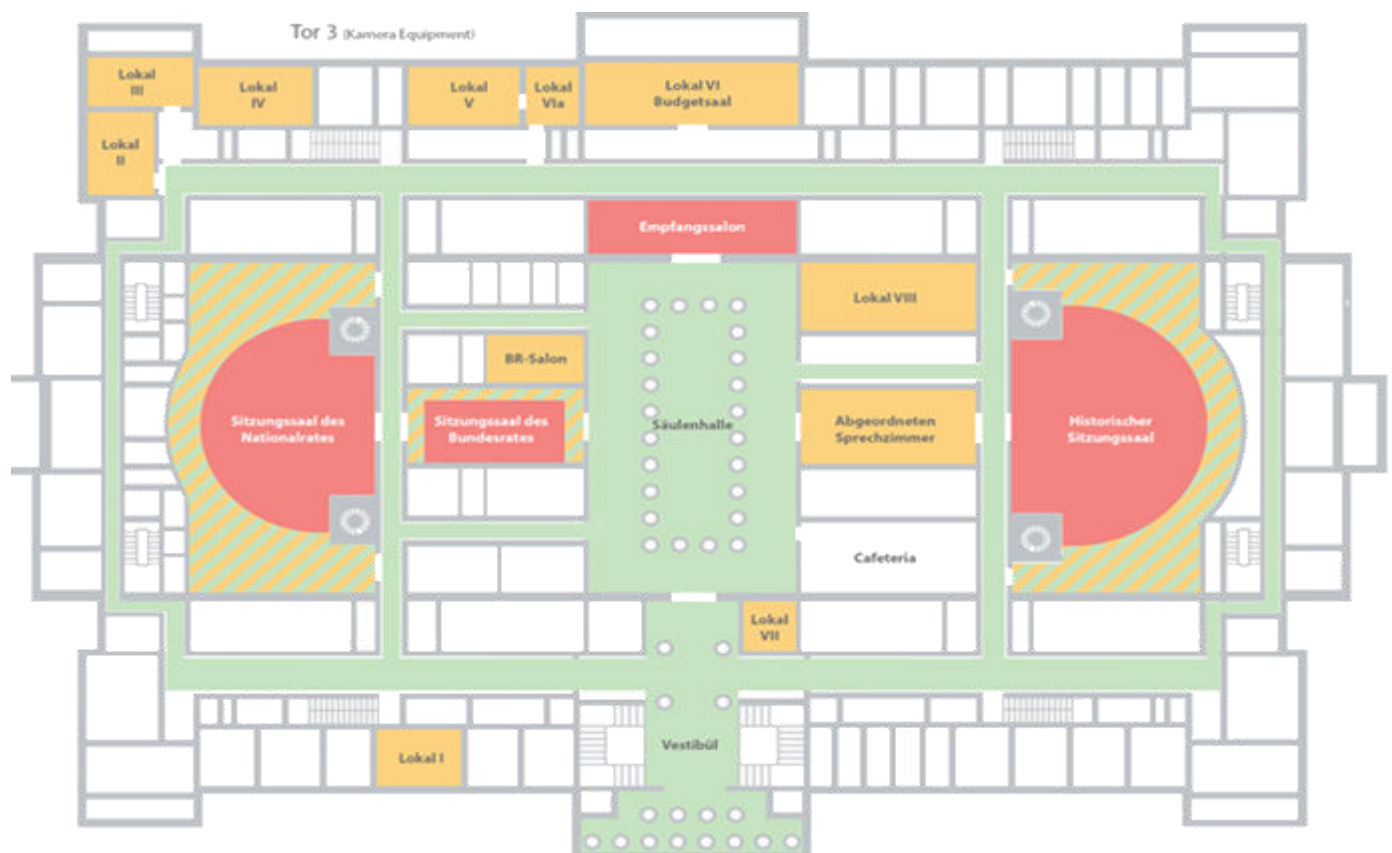 Tor 3 (Kamera Equipment)
Lokal
III
Lokal
IV
Lokal
V
Lokal
VIa
Lokal VI
Budgetsaal
Lokal
II
Empfangssalon
Lokal VIII
BR-Salon
Sitzungssaal des
Nationalrates
Sitzungssaal des
Bundesrates
Säulenhalle
Abgeordneten
Sprechzimmer
Historischer
Sitzungssaal
Cafeteria
Lokal
VII
Vestibül
Lokal I